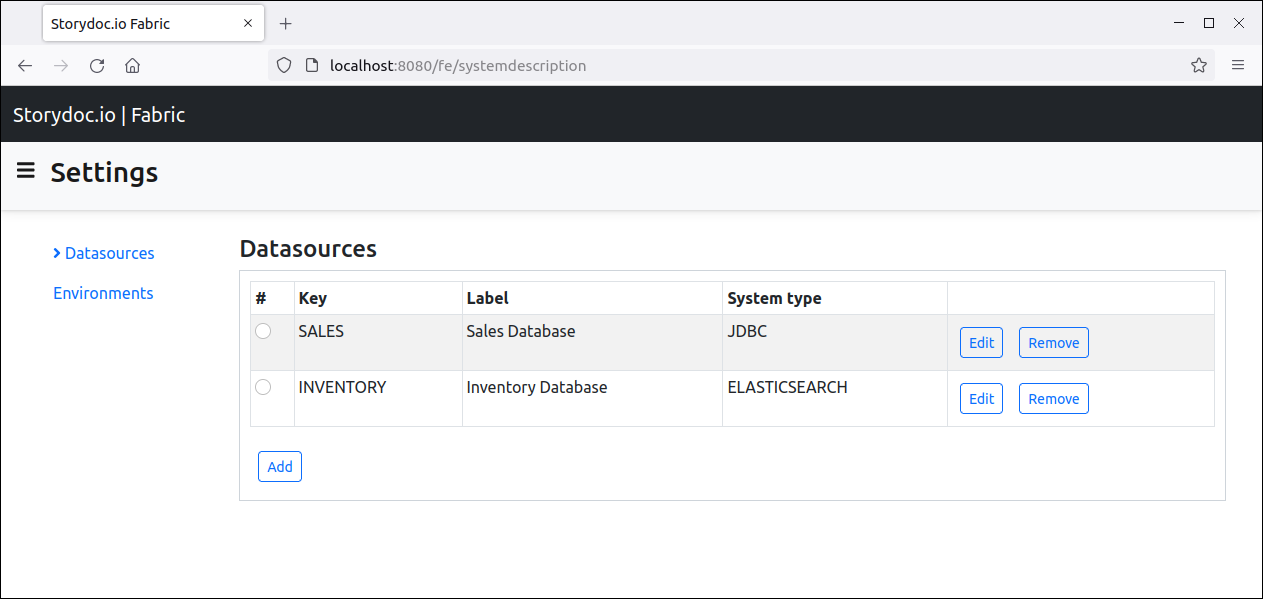 Storydoc.io Fabric
localhost:8080/fe/systemdescription
Storydoc.io | Fabric
Settings
Datasources
Environments
Datasources
# Key Label System type
SALES Sales Database JDBC Edit Remove
INVENTORY Inventory Database ELASTICSEARCH Edit Remove
Add